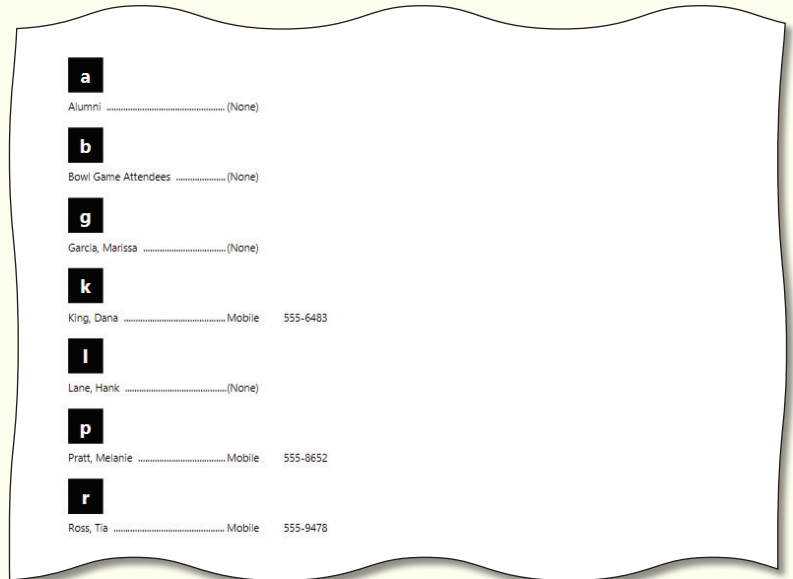 a
Alumni ................................................ (None)
b
Bowl Game Attendees .................... (None)
g
Garcia, Marissa .................................. (None)
k
King, Dana .......................................... Mobile 555-6483
l
Lane, Hank .......................................... (None)
p
Pratt, Melanie .................................... Mobile 555-8652
r
Ross, Tia .............................................. Mobile 555-9478